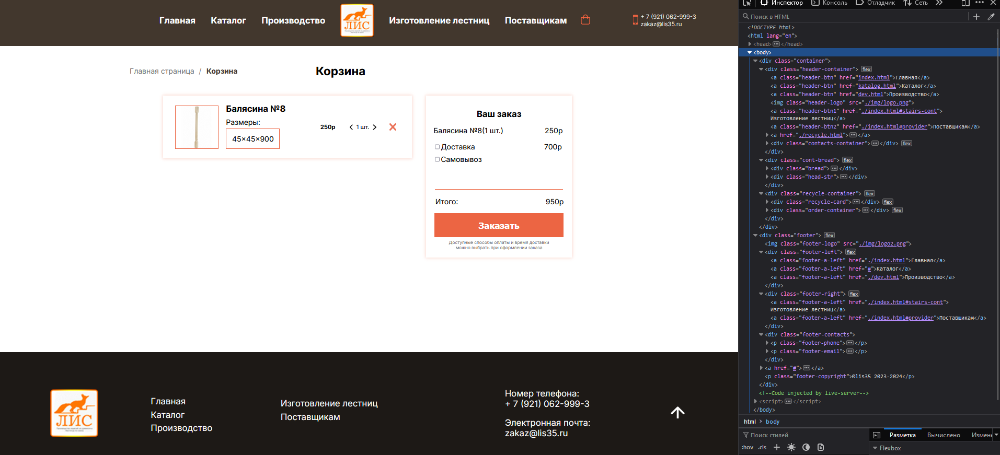 Главная
Каталог
Производство
ЛИС
Изготовление лестниц
Поставщикам
+ 7 (921) 062-999-3
zakaz@lis35.ru
Главная страница / Корзина
Корзина
Балясина №8
Размеры:
45×45×900
250р
1 шт.
Ваш заказ
Балясина №8(1 шт.) 250р
Доставка 700р
Самовывоз
Итого: 950р
Заказать
Доступные способы оплаты и время доставки
можно выбрать при оформлении заказа
ЛИС
Главная
Каталог
Производство
Изготовление лестниц
Поставщикам
Номер телефона:
+ 7 (921) 062-999-3
Электронная почта:
zakaz@lis35.ru
Инспектор Консоль Отладчик Сеть
Поиск в HTML
<!DOCTYPE html>
<html lang="en">
<head></head>
<body>
<div class="container">
<div class="header-container"> flex
<a class="header-btn" href="index.html">Главная</a>
<a class="header-btn" href="katalog.html">Каталог</a>
<a class="header-btn" href="dev.html">Производство</a>
<img class="header-logo" src="./img/logo.png">
<a class="header-btn1" href="./index.html#stairs-cont">
Изготовление лестниц</a>
<a class="header-btn2" href="./index.html#provider">Поставщикам</a>
<a href="./recycle.html"></a>
<div class="contacts-container"></div> flex
</div>
<div class="cont-bread"> flex
<div class="bread"></div>
<div class="head-str"></div>
</div>
<div class="recycle-container"> flex
<div class="recycle-card"></div> flex
<div class="order-container"></div> flex
</div>
</div>
<div class="footer"> flex
<img class="footer-logo" src="./img/logo2.png">
<div class="footer-left"> flex
<a class="footer-a-left" href="./index.html">Главная</a>
<a class="footer-a-left" href="#">Каталог</a>
<a class="footer-a-left" href="./dev.html">Производство</a>
</div>
<div class="footer-right"> flex
<a class="footer-a-left" href="./index.html#stairs-cont">
Изготовление лестниц</a>
<a class="footer-a-left" href="./index.html#provider">Поставщикам</a>
</div>
<div class="footer-contacts">
<p class="footer-phone"></p>
<p class="footer-email"></p>
</div>
<a href="#"></a>
<p class="footer-copyright">©lis35 2023-2024</p>
</div>
<!--Code injected by live-server-->
<script></script>
</body>
html > body
Поиск стилей
:hov .cls
Разметка Вычислено Измене
Flexbox